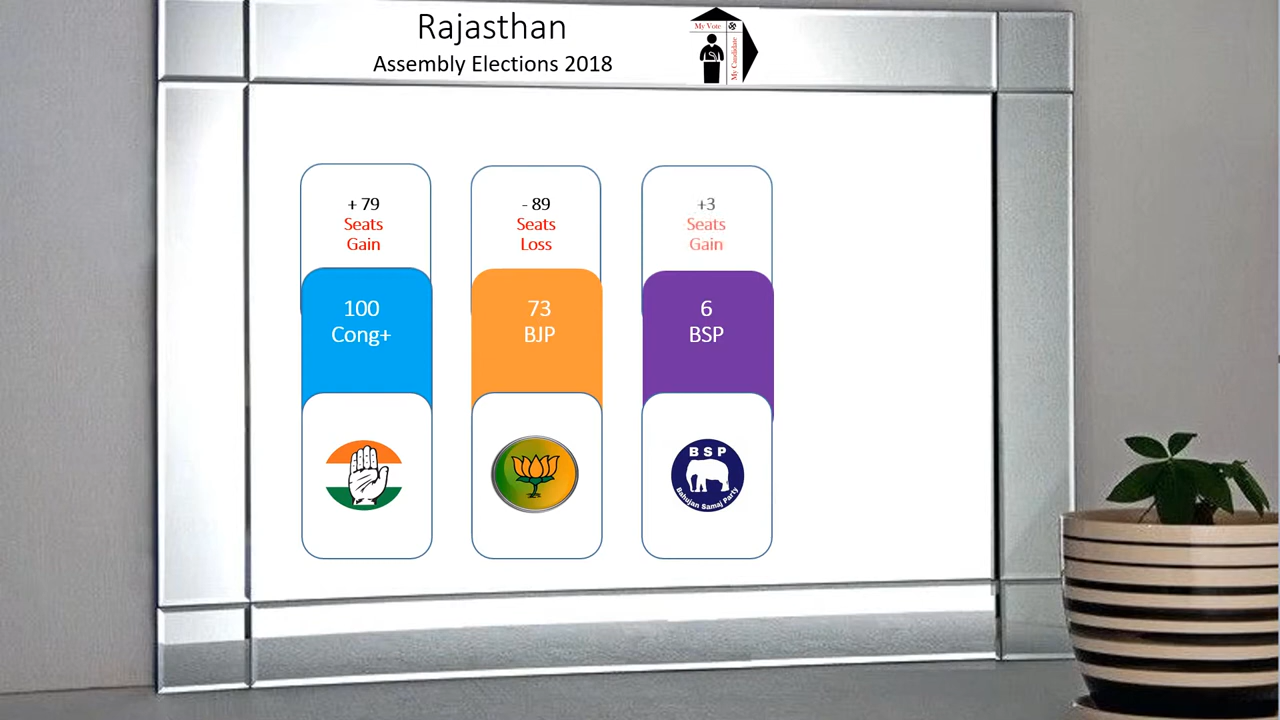 Rajasthan
Assembly Elections 2018
My Vote
My Candidate
+ 79
Seats
Gain
- 89
Seats
Loss
+3
Seats
Gain
100
Cong+
73
BJP
6
BSP
BSP
Bahujan Samaj Party